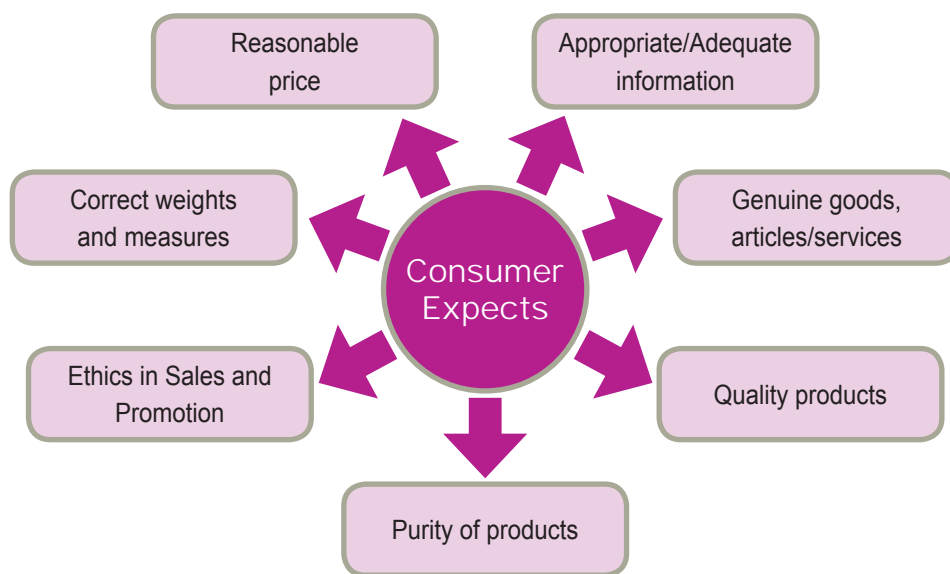 Reasonable
price
Appropriate/Adequate
information
Correct weights
and measures
Genuine goods,
articles/services
Consumer
Expects
Ethics in Sales and
Promotion
Quality products
Purity of products